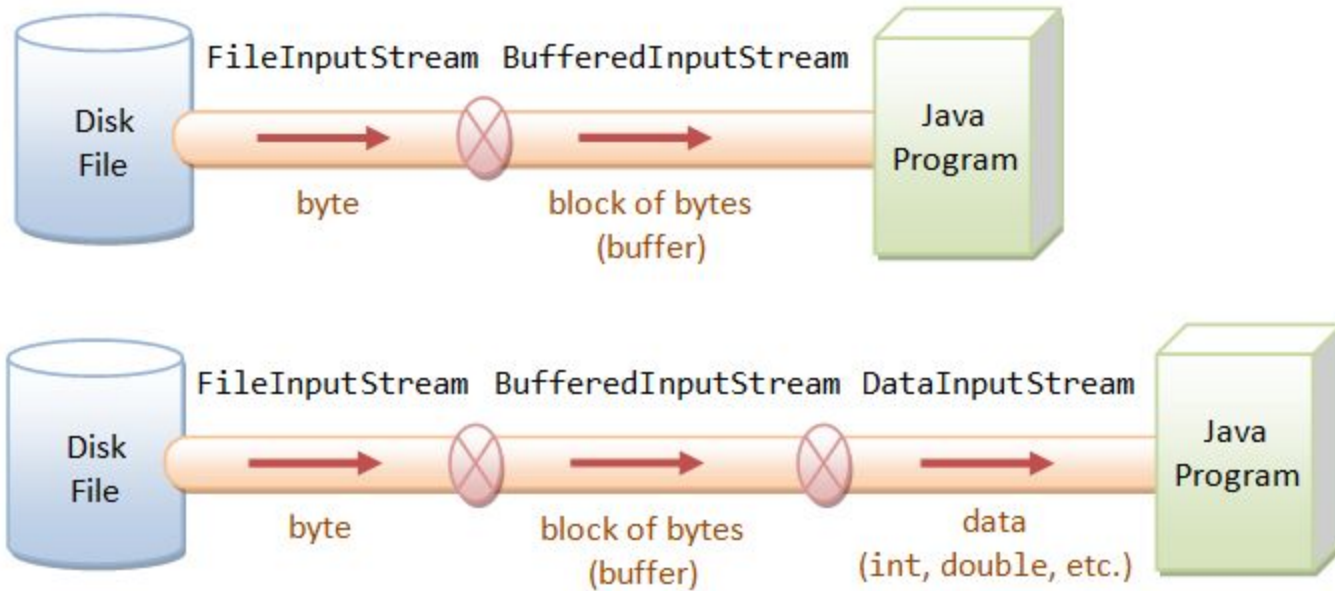 FileInputStream BufferedInputStream
Disk
File
Java
Program
byte
block of bytes
(buffer)
FileInputStream BufferedInputStream DataInputStream
Disk
File
Java
Program
byte
block of bytes
(buffer)
data
(int, double, etc.)